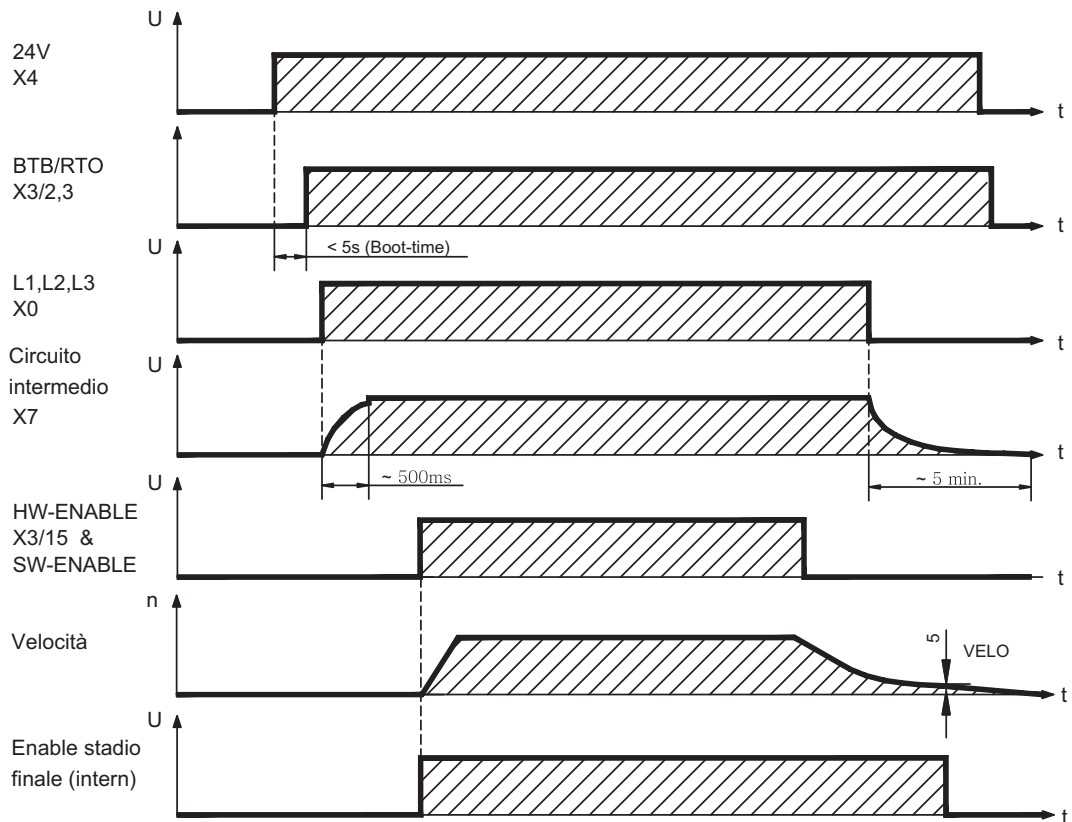 U
24V
X4
t
BTB/RTO
X3/2,3
t
< 5s (Boot-time)
U
L1,L2,L3
X0
t
Circuito
intermedio
X7
U
t
~ 500ms
~ 5 min.
U
HW-ENABLE
X3/15 &
SW-ENABLE
t
n
Velocità
5
VELO
t
U
Enable stadio
finale (intern)
t